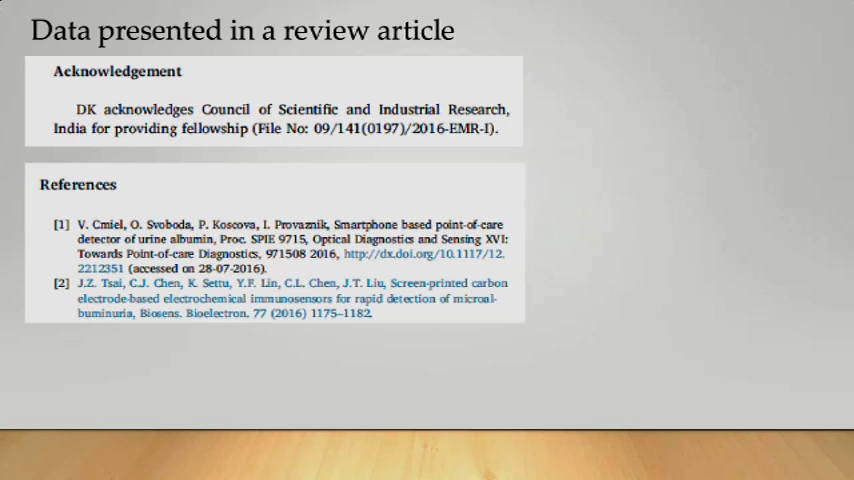 Data presented in a review article
Acknowledgement
DK acknowledges Council of Scientific and Industrial Research,
India for providing fellowship (File No: 09/141(0197)/2016-EMR-I).
References
[1] V. Cmiel, O. Svoboda, P. Koscova, I. Provaznik, Smartphone based point-of-care
detector of urine albumin, Proc. SPIE 9715, Optical Diagnostics and Sensing XVI:
Towards Point-of-care Diagnostics, 971508 2016, http://dx.doi.org/10.1117/12.
2212351 (accessed on 28-07-2016).
[2] J.Z. Tsai, C.J. Chen, K. Settu, Y.F. Lin, C.L. Chen, J.T. Liu, Screen-printed carbon
electrode-based electrochemical immunosensors for rapid detection of microal-
buminuria, Biosens. Bioelectron. 77 (2016) 1175–1182.